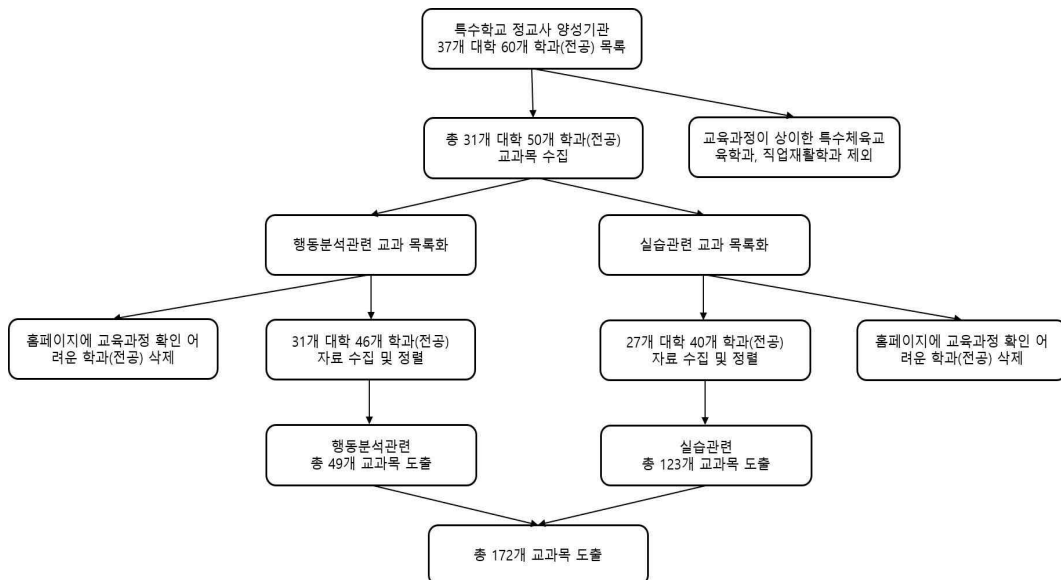 특수학교 정교사 양성기관
37개 대학 60개 학과(전공) 목록
총 31개 대학 50개 학과(전공)
교과목 수집
교육과정이 상이한 특수체육교
육학과, 직업재활학과 제외
행동분석관련 교과 목록화
실습관련 교과 목록화
홈페이지에 교육과정 확인 어
려운 학과(전공) 삭제
31개 대학 46개 학과(전공)
자료 수집 및 정렬
27개 대학 40개 학과(전공)
자료 수집 및 정렬
홈페이지에 교육과정 확인 어
려운 학과(전공) 삭제
행동분석관련
총 49개 교과목 도출
실습관련
총 123개 교과목 도출
총 172개 교과목 도출